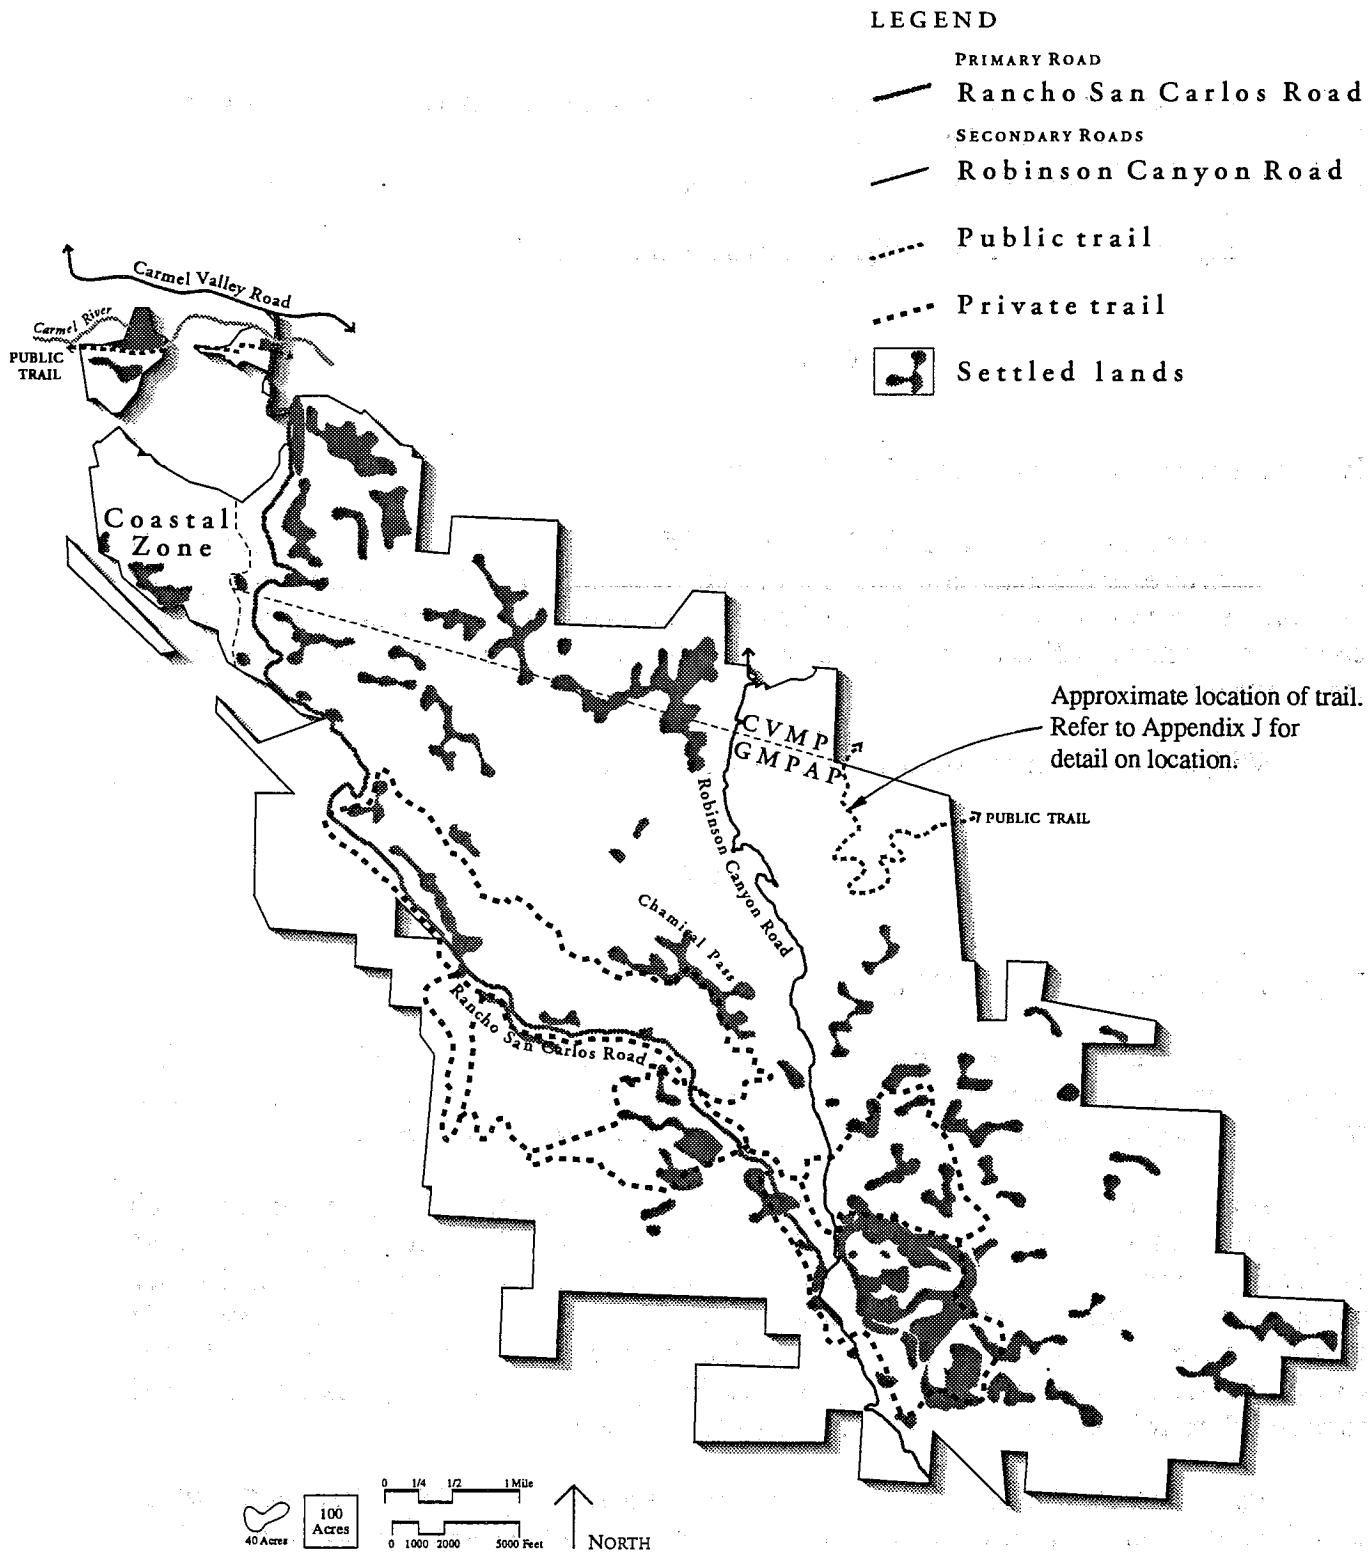 LEGEND
PRIMARY ROAD
Rancho San Carlos Road
SECONDARY ROADS
Robinson Canyon Road
Public trail
Private trail
Settled lands
Carmel Valley Road
Carmel River
PUBLIC
TRAIL
Coastal
Zone
CVMP
GMPAP
Approximate location of trail.
Refer to Appendix J for
detail on location.
PUBLIC TRAIL
Robinson Canyon Road
Chamisal Pass
Rancho San Carlos Road
0 1/4 1/2 1 Mile
100
Acres
40 Acres
0 1000 2000 5000 Feet
NORTH